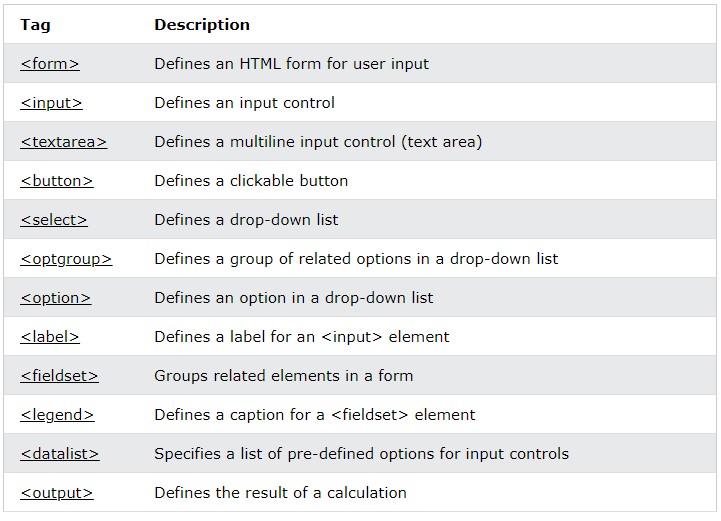 Tag Description
<form> Defines an HTML form for user input
<input> Defines an input control
<textarea> Defines a multiline input control (text area)
<button> Defines a clickable button
<select> Defines a drop-down list
<optgroup> Defines a group of related options in a drop-down list
<option> Defines an option in a drop-down list
<label> Defines a label for an <input> element
<fieldset> Groups related elements in a form
<legend> Defines a caption for a <fieldset> element
<datalist> Specifies a list of pre-defined options for input controls
<output> Defines the result of a calculation